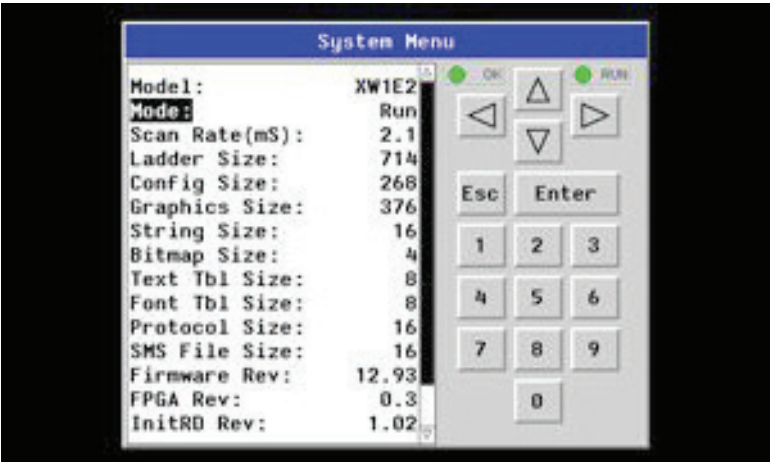 System Menu
Model: XW1E2
Mode: Run
Scan Rate(mS): 2.1
Ladder Size: 714
Config Size: 268
Graphics Size: 376
String Size: 16
Bitmap Size: 4
Text Tbl Size: 8
Font Tbl Size: 8
Protocol Size: 16
SMS File Size: 16
Firmware Rev: 12.93
FPGA Rev: 0.3
InitRD Rev: 1.02
OK RUN
Esc Enter
1 2 3
4 5 6
7 8 9
0